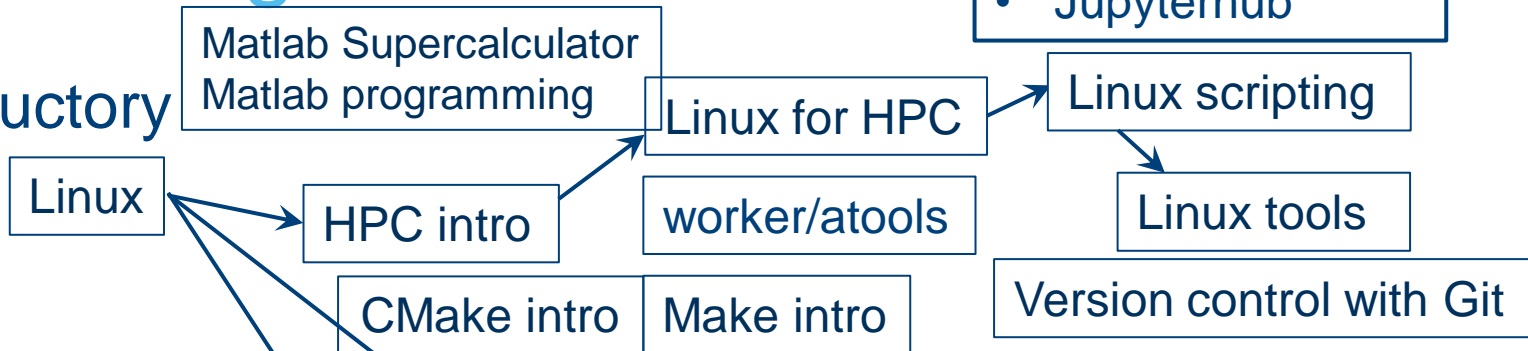 Jupyterhub
Matlab Supercalculator
Matlab programming
uctory
Linux for HPC
Linux scripting
Linux
HPC intro
worker/atools
Linux tools
CMake intro
Make intro
Version control with Git